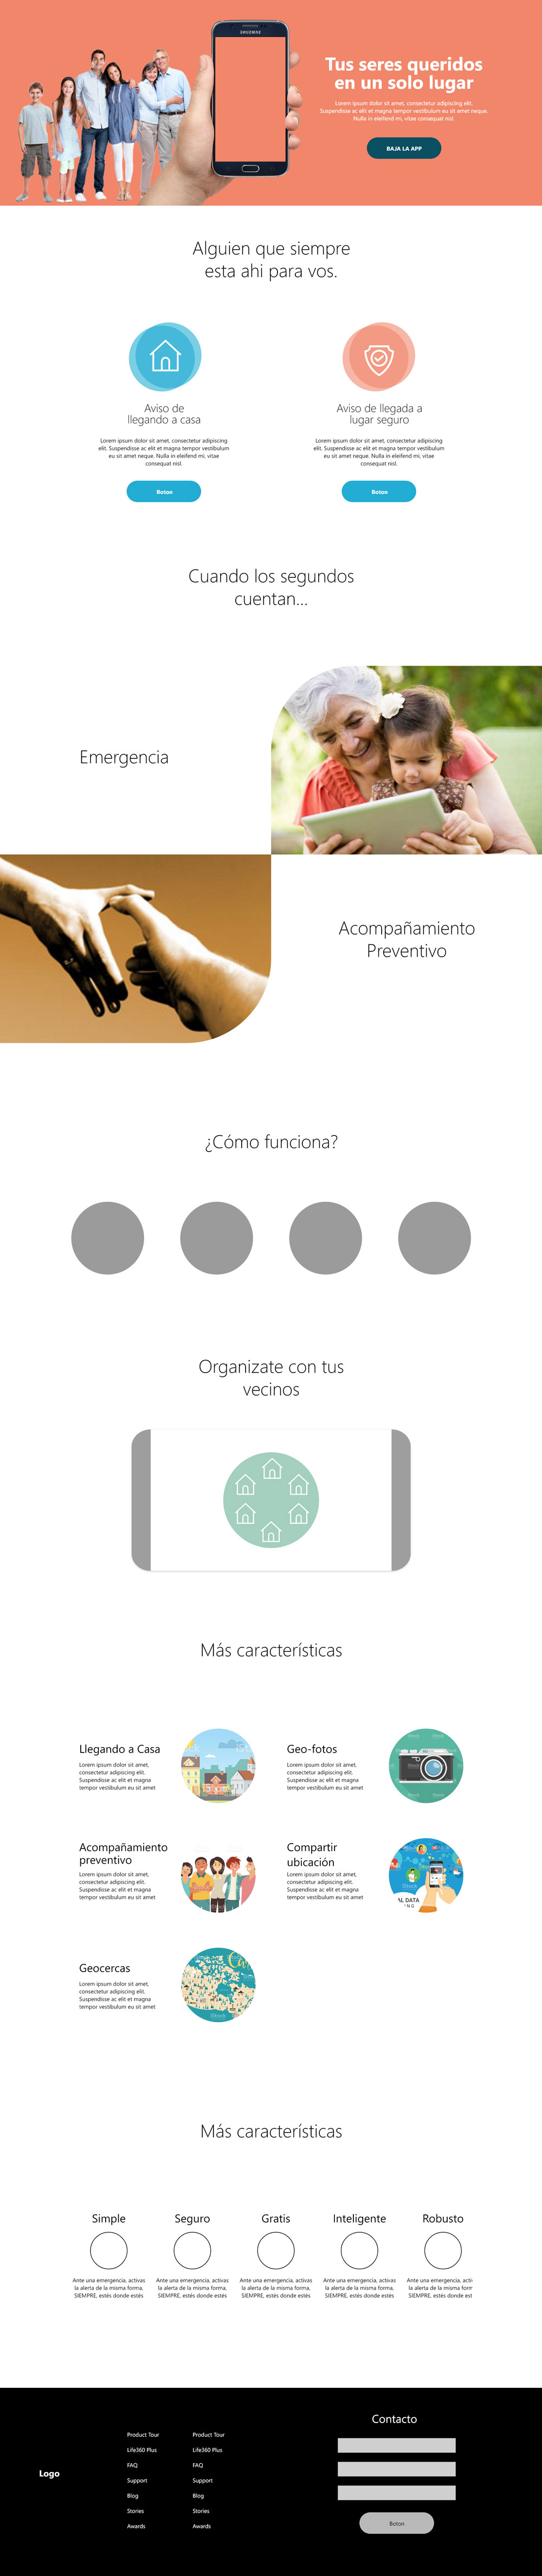 SAMSUNG
Tus seres queridos
en un solo lugar
Lorem ipsum dolor sit amet, consectetur adipiscing elit.
Suspendisse ac elit et magna tempor vestibulum eu sit amet neque.
Nulla in eleifend mi, vitae consequat nisl.
BAJA LA APP
Alguien que siempre
esta ahi para vos.
Aviso de
llegando a casa
Lorem ipsum dolor sit amet, consectetur adipiscing
elit. Suspendisse ac elit et magna tempor vestibulum
eu sit amet neque. Nulla in eleifend mi, vitae
consequat nisl.
Boton
Aviso de llegada a
lugar seguro
Lorem ipsum dolor sit amet, consectetur adipiscing
elit. Suspendisse ac elit et magna tempor vestibulum
eu sit amet neque. Nulla in eleifend mi, vitae
consequat nisl.
Boton
Cuando los segundos
cuentan...
Emergencia
Acompañamiento
Preventivo
¿Cómo funciona?
Organizate con tus
vecinos
Más características
Llegando a Casa
Lorem ipsum dolor sit amet,
consectetur adipiscing elit.
Suspendisse ac elit et magna
tempor vestibulum eu sit amet
Geo-fotos
Lorem ipsum dolor sit amet,
consectetur adipiscing elit.
Suspendisse ac elit et magna
tempor vestibulum eu sit amet
Acompañamiento
preventivo
Lorem ipsum dolor sit amet,
consectetur adipiscing elit.
Suspendisse ac elit et magna
tempor vestibulum eu sit amet
Compartir
ubicación
Lorem ipsum dolor sit amet,
consectetur adipiscing elit.
Suspendisse ac elit et magna
tempor vestibulum eu sit amet
AL DATA
NG
Geocercas
Lorem ipsum dolor sit amet,
consectetur adipiscing elit.
Suspendisse ac elit et magna
tempor vestibulum eu sit amet
iStock
Más características
Simple
Ante una emergencia, activas
la alerta de la misma forma,
SIEMPRE, estés donde estés
Seguro
Ante una emergencia, activas
la alerta de la misma forma,
SIEMPRE, estés donde estés
Gratis
Ante una emergencia, activas
la alerta de la misma forma,
SIEMPRE, estés donde estés
Inteligente
Ante una emergencia, activas
la alerta de la misma forma,
SIEMPRE, estés donde estés
Robusto
Ante una emergencia, acti
la alerta de la misma forr
SIEMPRE, estés donde est
Logo
Product Tour
Life360 Plus
FAQ
Support
Blog
Stories
Awards
Product Tour
Life360 Plus
FAQ
Support
Blog
Stories
Awards
Contacto
Boton